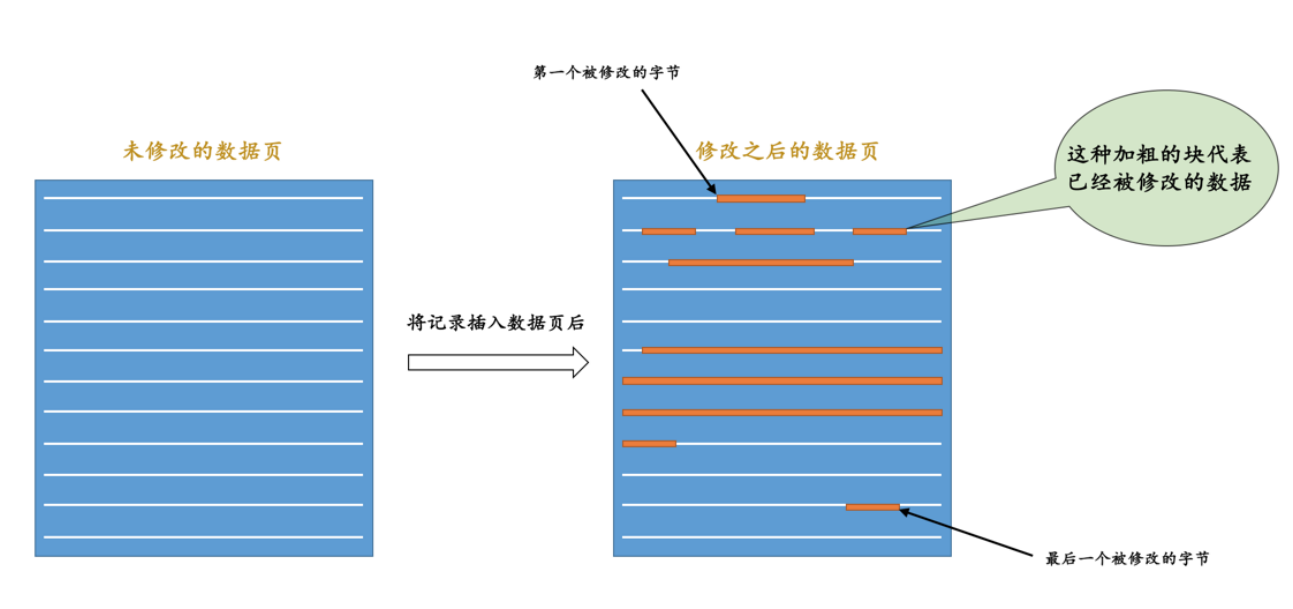 第一个被修改的字节
未修改的数据页
修改之后的数据页
这种加粗的块代表
已经被修改的数据
将记录插入数据页后
最后一个被修改的字节